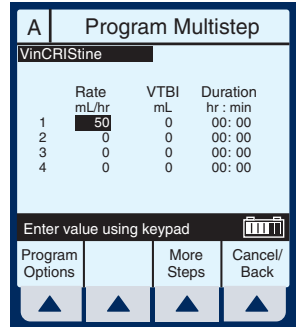 A Program Multistep
VinCRIStine
Rate VTBI Duration
mL/hr mL hr : min
1 50 0 00: 00
2 0 0 00: 00
3 0 0 00: 00
4 0 0 00: 00
Enter value using keypad
Program More Cancel/
Options Steps Back